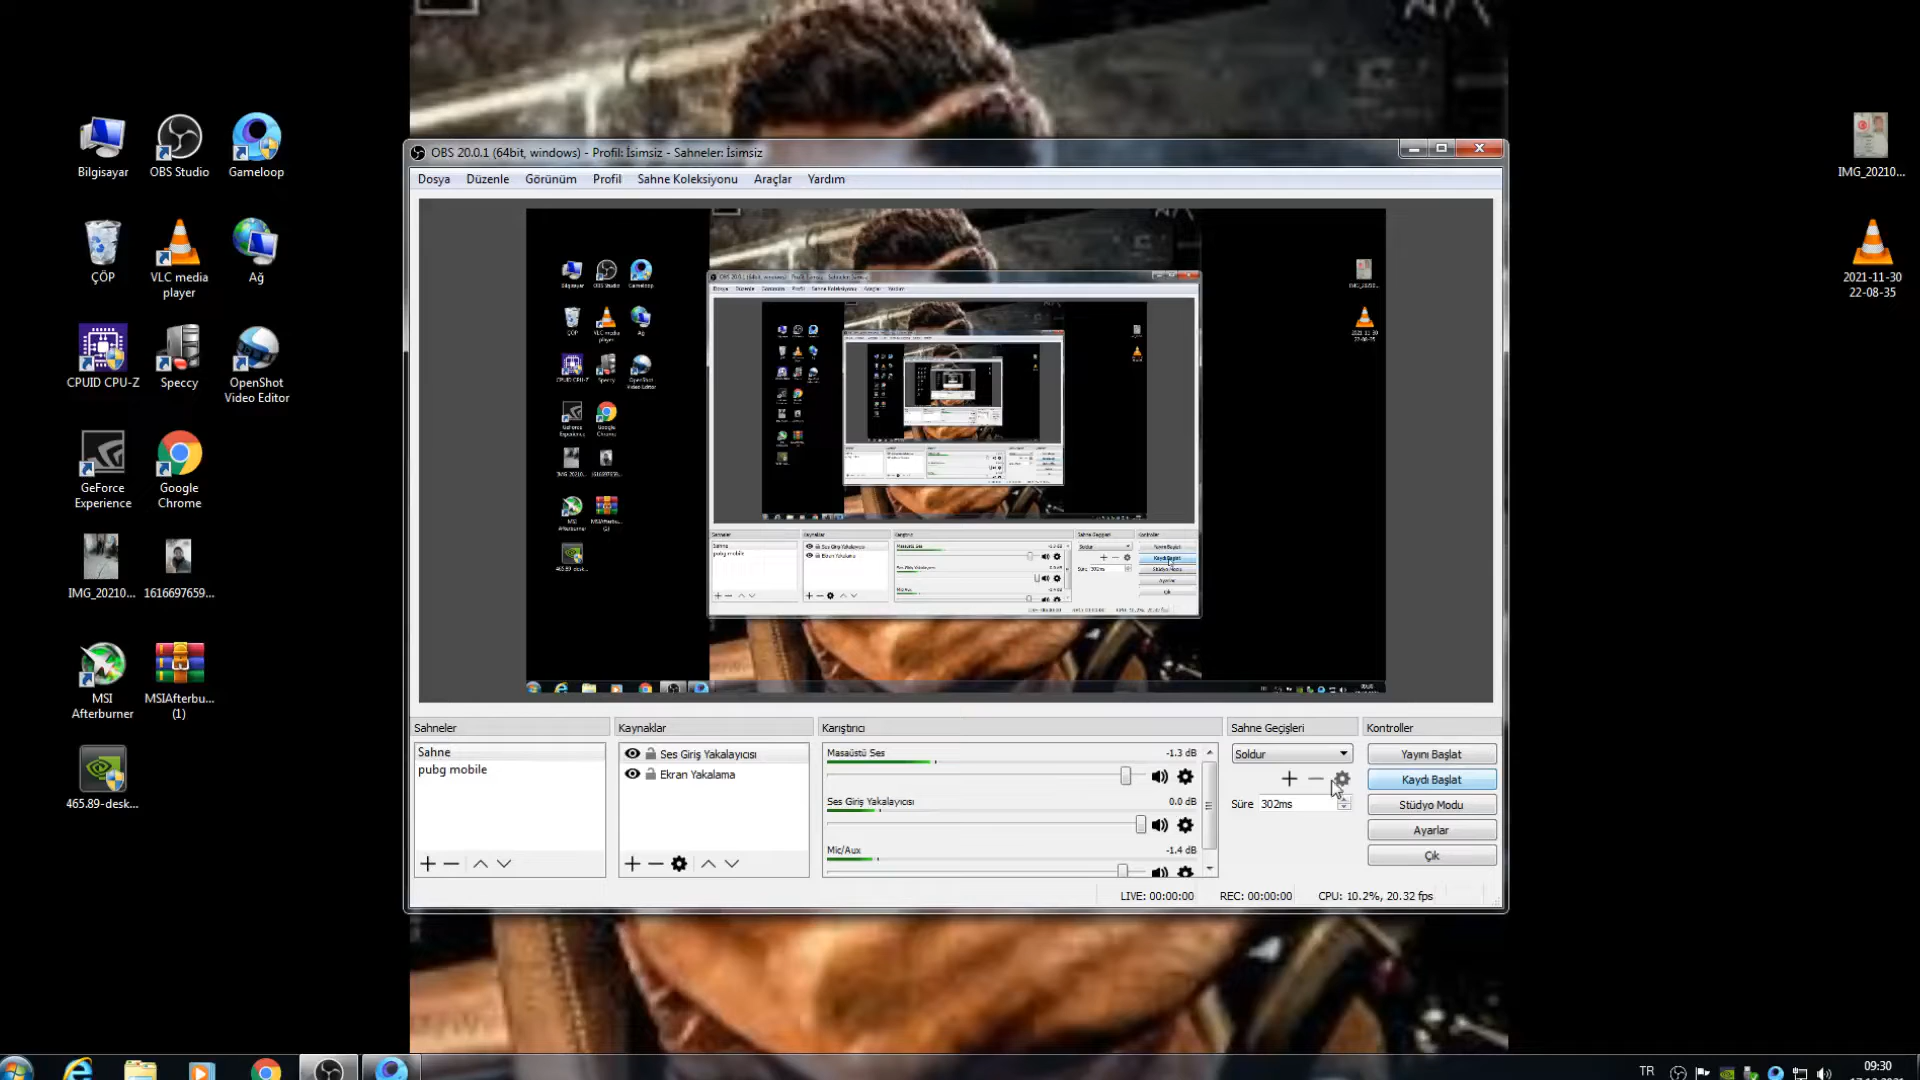 Bilgisayar
OBS Studio
Gameloop
ÇÖP
VLC media
player
Ağ
CPUID CPU-Z
Speccy
OpenShot
Video Editor
GeForce
Experience
Google
Chrome
IMG_20210...
1616697659...
MSI
Afterburner
MSIAfterbu...
(1)
465.89-desk...
IMG_20210...
2021-11-30
22-08-35
OBS 20.0.1 (64bit, windows) - Profil: İsimsiz - Sahneler: İsimsiz
Dosya Düzenle Görünüm Profil Sahne Koleksiyonu Araçlar Yardım
Sahneler
Sahne
pubg mobile
Kaynaklar
Ses Giriş Yakalayıcısı
Ekran Yakalama
Karıştırıcı
Masaüstü Ses -1.3 dB
Ses Giriş Yakalayıcısı 0.0 dB
Mic/Aux -1.4 dB
Sahne Geçişleri
Soldur
Süre 302ms
Kontroller
Yayını Başlat
Kaydı Başlat
Stüdyo Modu
Ayarlar
Çık
LIVE: 00:00:00 REC: 00:00:00 CPU: 10.2%, 20.32 fps
TR
09:30